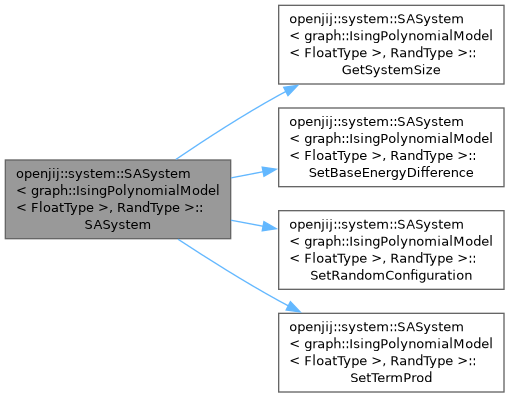 openjij::system::SASystem
< graph::IsingPolynomialModel
< FloatType >, RandType >::
SASystem
openjij::system::SASystem
< graph::IsingPolynomialModel
< FloatType >, RandType >::
GetSystemSize
openjij::system::SASystem
< graph::IsingPolynomialModel
< FloatType >, RandType >::
SetBaseEnergyDifference
openjij::system::SASystem
< graph::IsingPolynomialModel
< FloatType >, RandType >::
SetRandomConfiguration
openjij::system::SASystem
< graph::IsingPolynomialModel
< FloatType >, RandType >::
SetTermProd